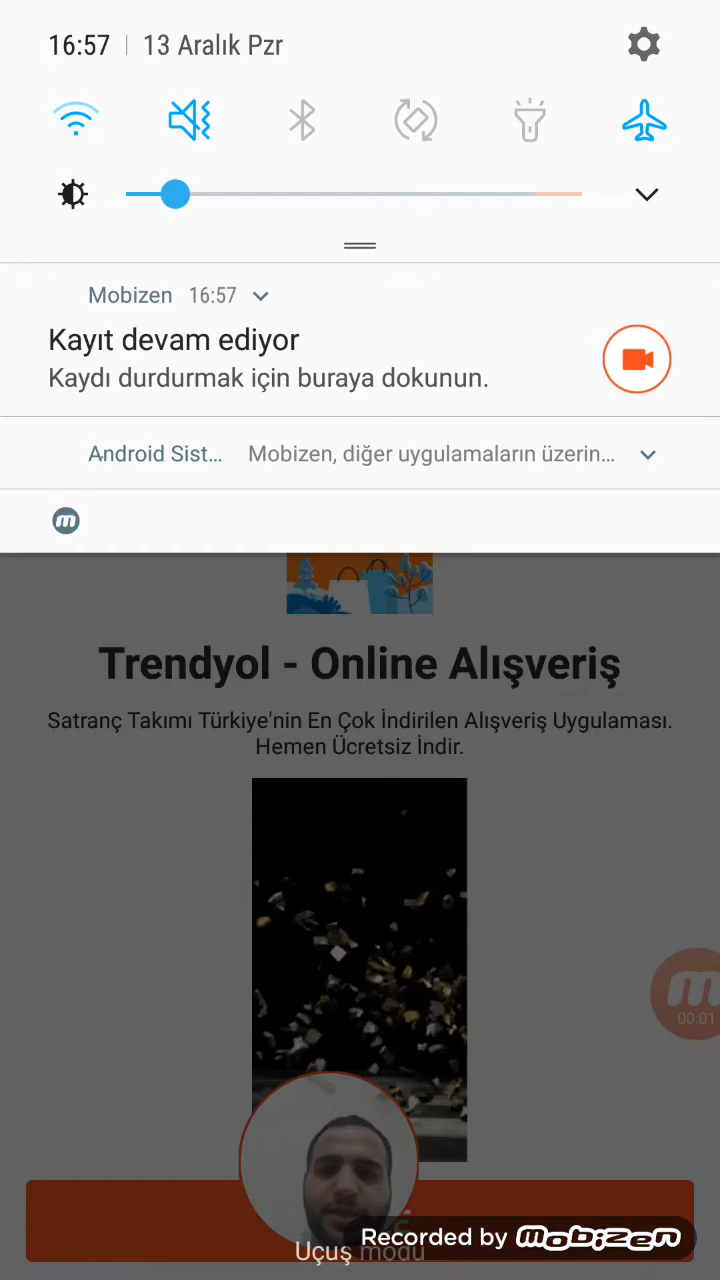 16:57 | 13 Aralık Pzr
Mobizen 16:57
Kayıt devam ediyor
Kaydı durdurmak için buraya dokunun.
Android Sist... Mobizen, diğer uygulamaların üzerin...
m
Trendyol - Online Alışveriş
Satranç Takımı Türkiye'nin En Çok İndirilen Alışveriş Uygulaması.
Hemen Ücretsiz İndir.
m
00:01
Recorded by mobizen
Uçuş modu